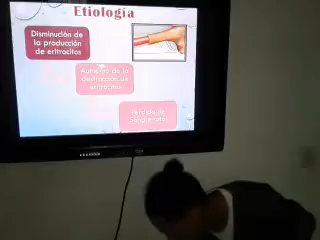 Etiología
Disminución de
la producción
de eritrocitos
Aumento de la
destrucción de
eritrocitos
Pérdida de
Sangre total